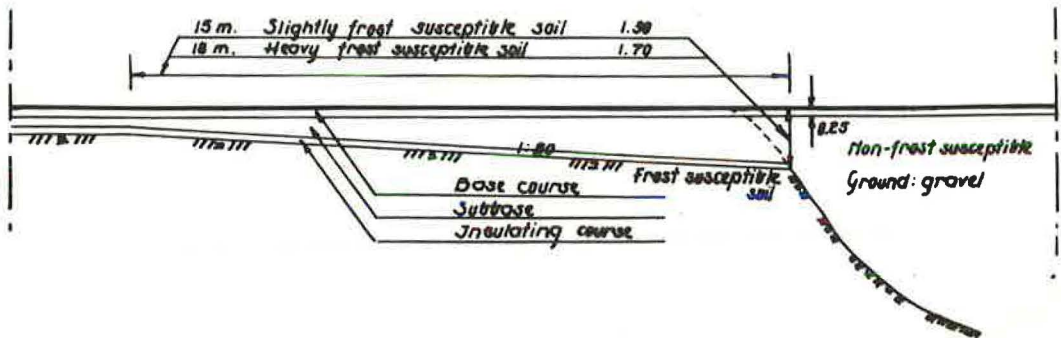 15 m. Slightly frost susceptible soil 1.50
18 m. Heavy frost susceptible soil 1.70
0.25
Non-frost susceptible
1:80
Frost susceptible
soil
Ground: gravel
Base course
Subbase
Insulating course